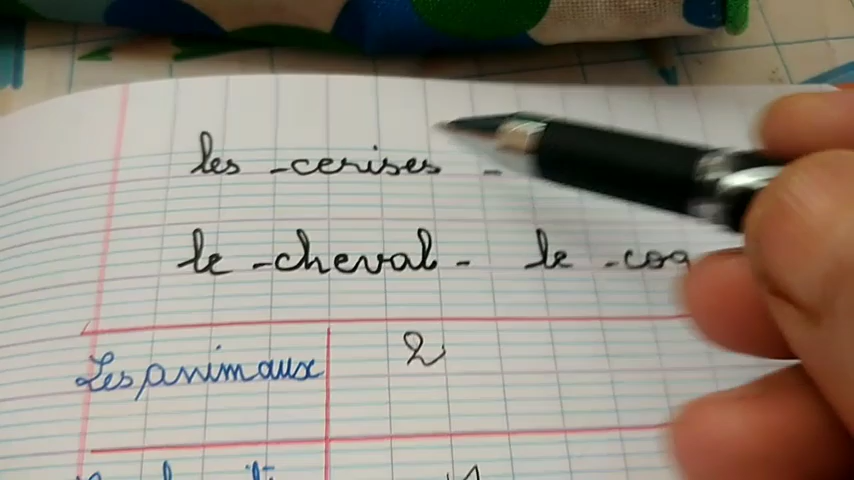 les cerises -
le cheval - le coq
Les animaux 2